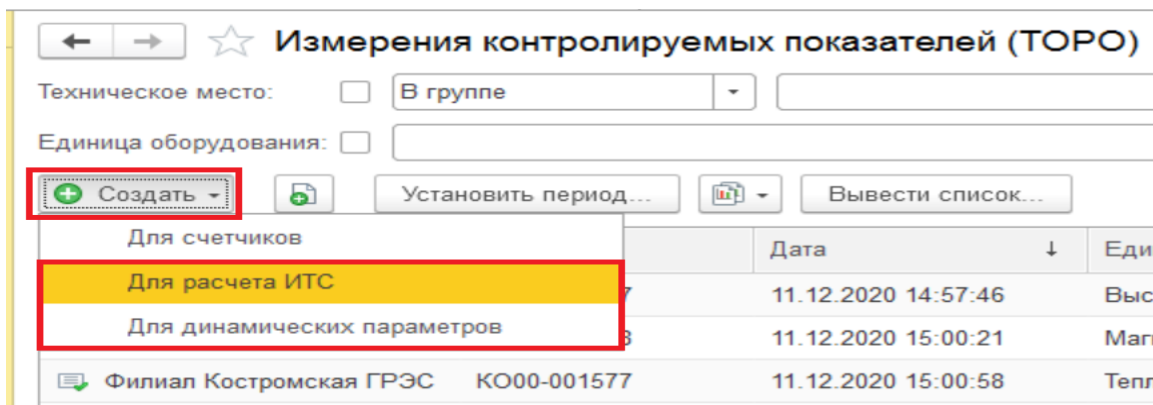 Измерения контролируемых показателей (ТОРО)
Техническое место: В группе
Единица оборудования:
Создать Установить период... Вывести список...
Для счетчиков
Дата ↓
Для расчета ИТС
11.12.2020 14:57:46
Для динамических параметров
11.12.2020 15:00:21
Филиал Костромская ГРЭС КО00-001577 11.12.2020 15:00:58